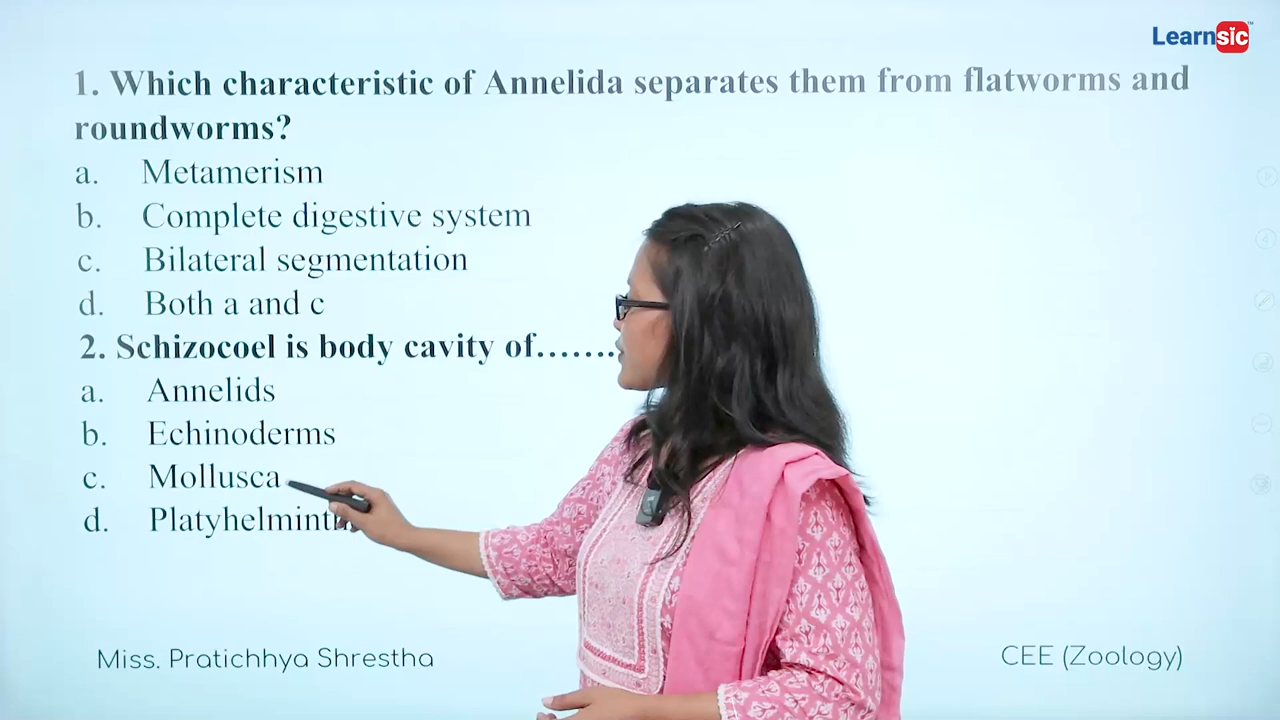 Learnsic™
1. Which characteristic of Annelida separates them from flatworms and
roundworms?
a. Metamerism
b. Complete digestive system
c. Bilateral segmentation
d. Both a and c
2. Schizocoel is body cavity of.......
a. Annelids
b. Echinoderms
c. Mollusca
d.
Miss. Pratichhya Shrestha
CEE (Zoology)